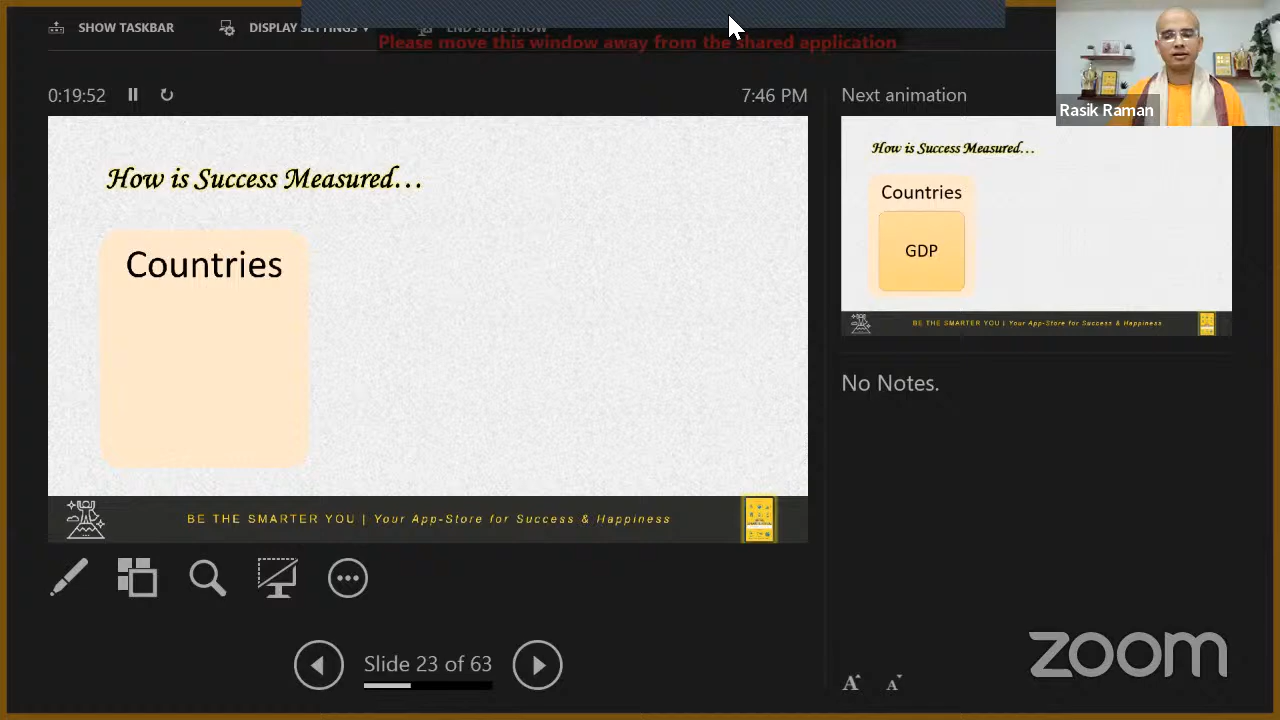 SHOW TASKBAR
DISPLAY SETTINGS
END SLIDE SHOW
Please move this window away from the shared application
Rasik Raman
0:19:52
7:46 PM
Next animation
How is Success Measured...
Countries
BE THE SMARTER YOU | Your App-Store for Success & Happiness
How is Success Measured...
Countries
GDP
BE THE SMARTER YOU | Your App-Store for Success & Happiness
No Notes.
Slide 23 of 63
A A
zoom